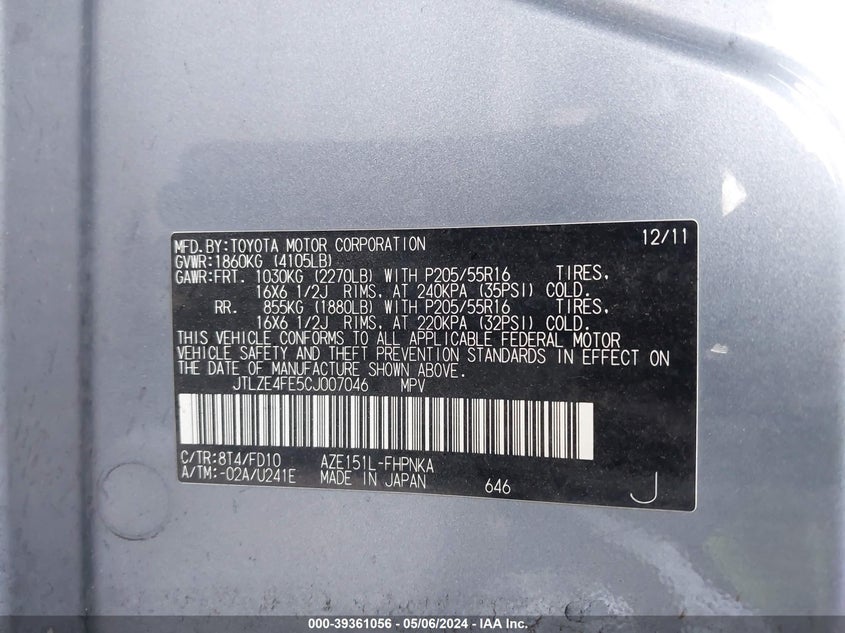 MFD.BY:TOYOTA MOTOR CORPORATION 12/11
GVWR:1860KG (4105LB)
GAWR:FRT. 1030KG (2270LB) WITH P205/55R16 TIRES,
16X6 1/2J RIMS, AT 240KPA (35PSI) COLD.
RR. 855KG (1880LB) WITH P205/55R16 TIRES,
16X6 1/2J RIMS, AT 220KPA (32PSI) COLD.
THIS VEHICLE CONFORMS TO ALL APPLICABLE FEDERAL MOTOR
VEHICLE SAFETY AND THEFT PREVENTION STANDARDS IN EFFECT ON
THE DATE OF MANUFACTURE SHOWN ABOVE.
JTLZE4FE5CJ007046 MPV
C/TR:8T4/FD10 AZE151L-FHPNKA
A/TM:-02A/U241E MADE IN JAPAN 646 J
000-39361056 - 05/06/2024 - IAA Inc.